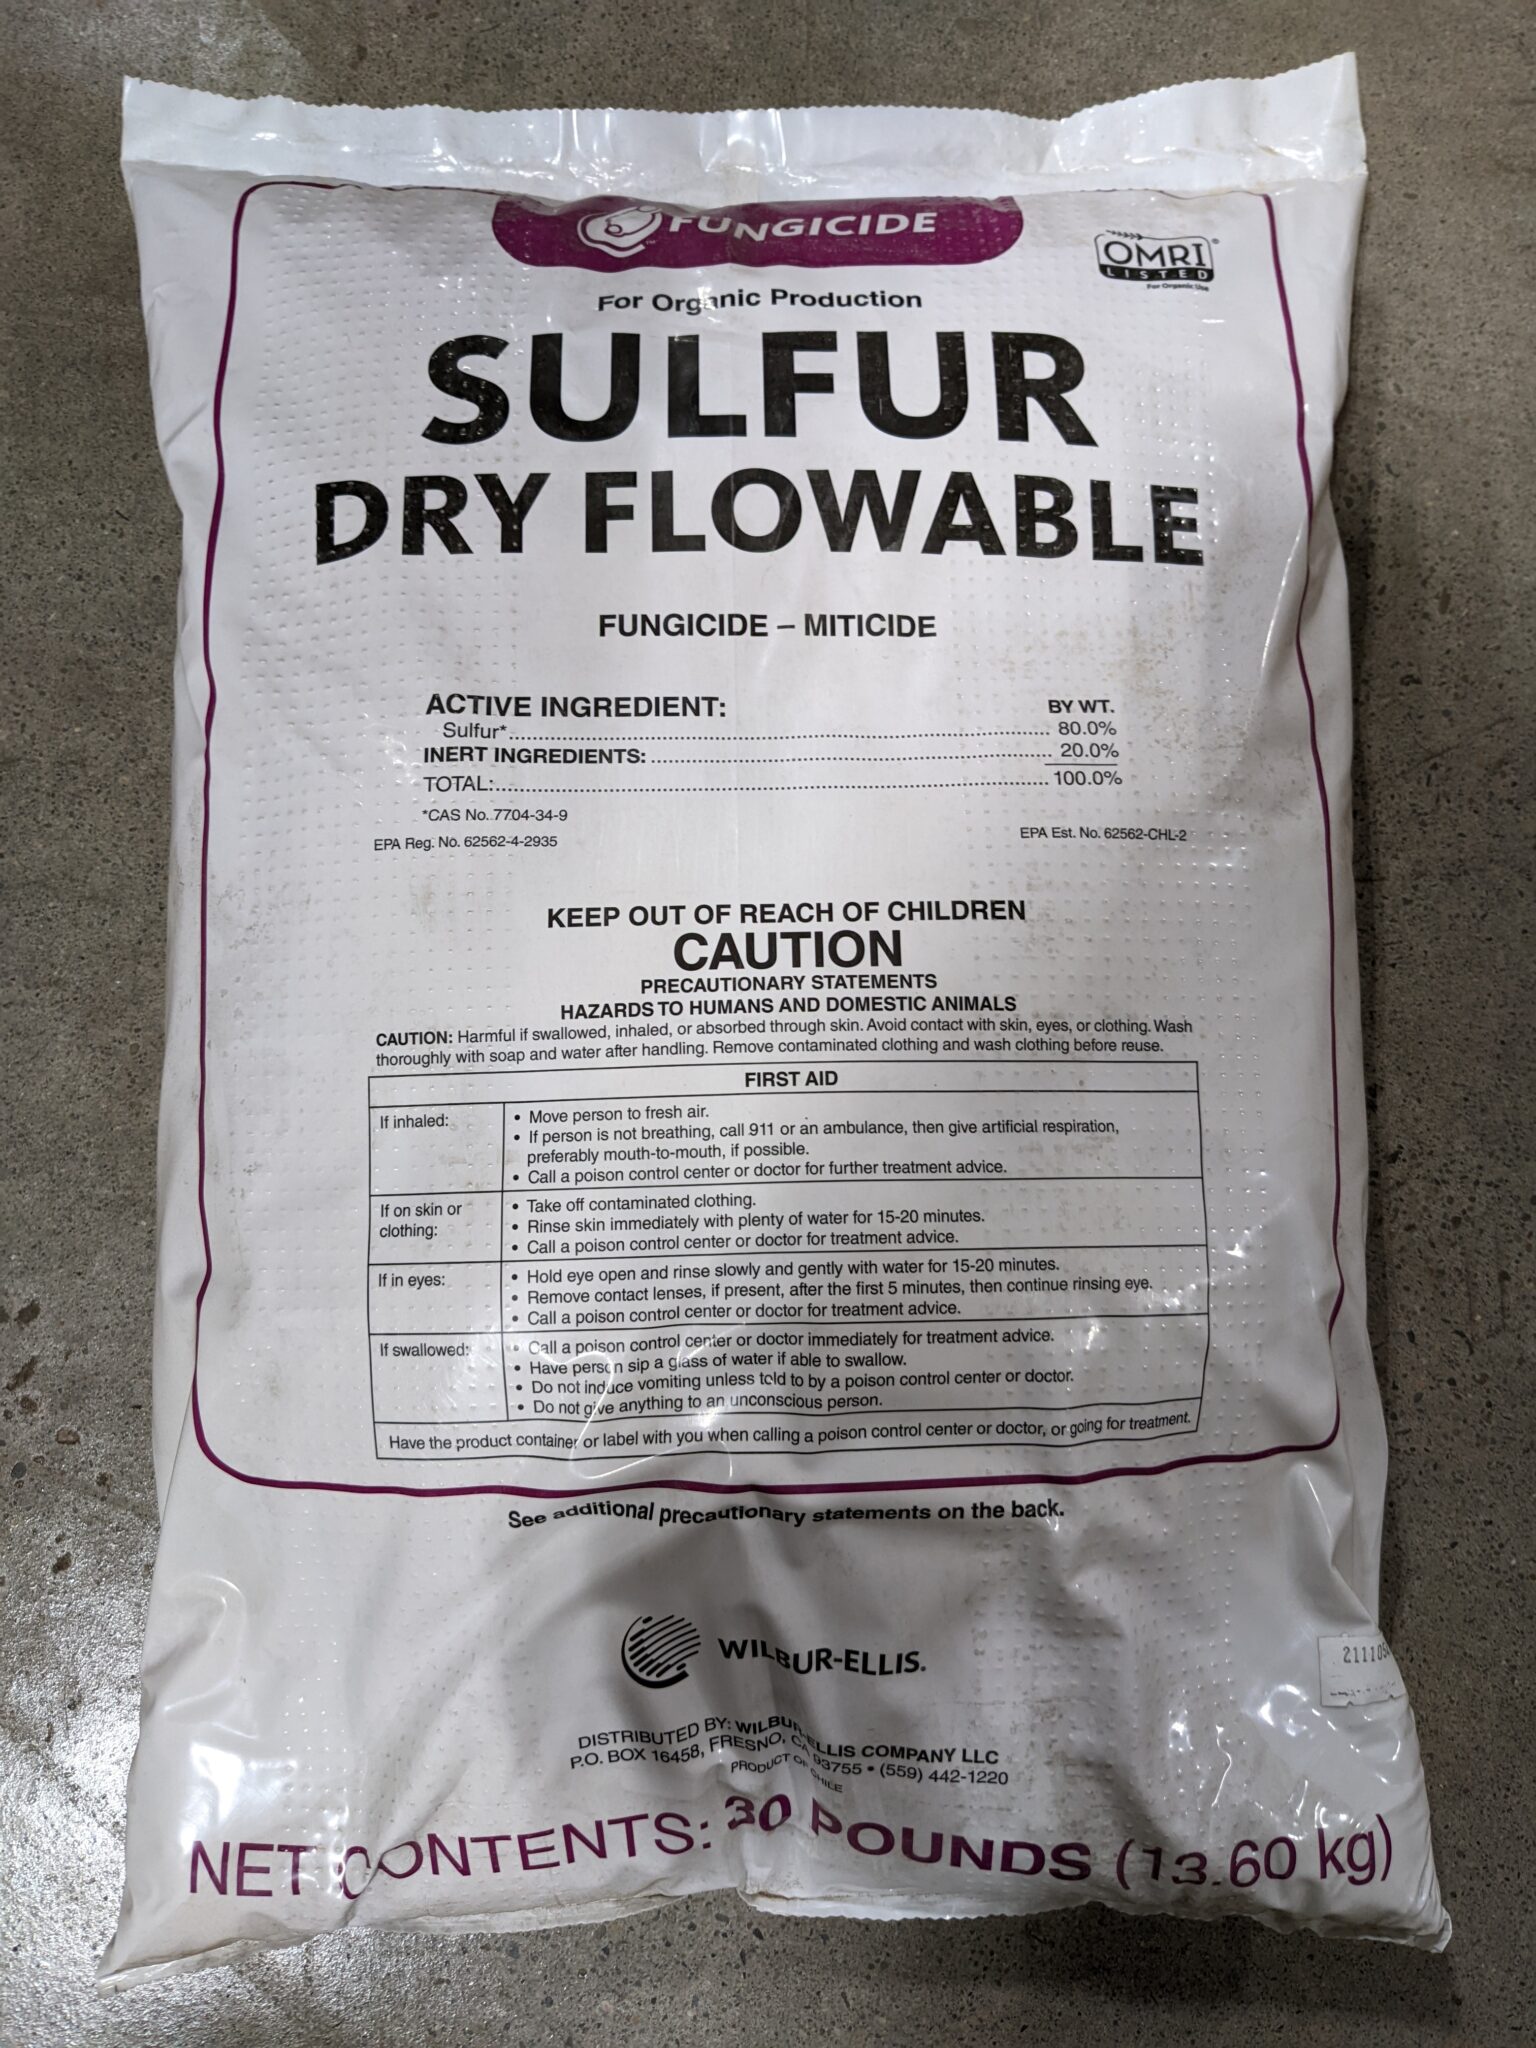 FUNGICIDE
OMRI
LISTED
For Organic Use
For Organic Production
SULFUR
DRY FLOWABLE
FUNGICIDE – MITICIDE
ACTIVE INGREDIENT: BY WT.
Sulfur* 80.0%
INERT INGREDIENTS: 20.0%
TOTAL: 100.0%
*CAS No. 7704-34-9
EPA Reg. No. 62562-4-2935 EPA Est. No. 62562-CHL-2
KEEP OUT OF REACH OF CHILDREN
CAUTION
PRECAUTIONARY STATEMENTS
HAZARDS TO HUMANS AND DOMESTIC ANIMALS
CAUTION: Harmful if swallowed, inhaled, or absorbed through skin. Avoid contact with skin, eyes, or clothing. Wash
thoroughly with soap and water after handling. Remove contaminated clothing and wash clothing before reuse.
FIRST AID
If inhaled:
• Move person to fresh air.
• If person is not breathing, call 911 or an ambulance, then give artificial respiration,
preferably mouth-to-mouth, if possible.
• Call a poison control center or doctor for further treatment advice.
If on skin or
clothing:
• Take off contaminated clothing.
• Rinse skin immediately with plenty of water for 15-20 minutes.
• Call a poison control center or doctor for treatment advice.
If in eyes:
• Hold eye open and rinse slowly and gently with water for 15-20 minutes.
• Remove contact lenses, if present, after the first 5 minutes, then continue rinsing eye.
• Call a poison control center or doctor for treatment advice.
If swallowed:
• Call a poison control center or doctor immediately for treatment advice.
• Have person sip a glass of water if able to swallow.
• Do not induce vomiting unless told to by a poison control center or doctor.
• Do not give anything to an unconscious person.
Have the product container or label with you when calling a poison control center or doctor, or going for treatment.
See additional precautionary statements on the back.
WILBUR-ELLIS.
DISTRIBUTED BY: WILBUR-ELLIS COMPANY LLC
P.O. BOX 16458, FRESNO, CA 93755 • (559) 442-1220
PRODUCT OF CHILE
NET CONTENTS: 30 POUNDS (13.60 kg)